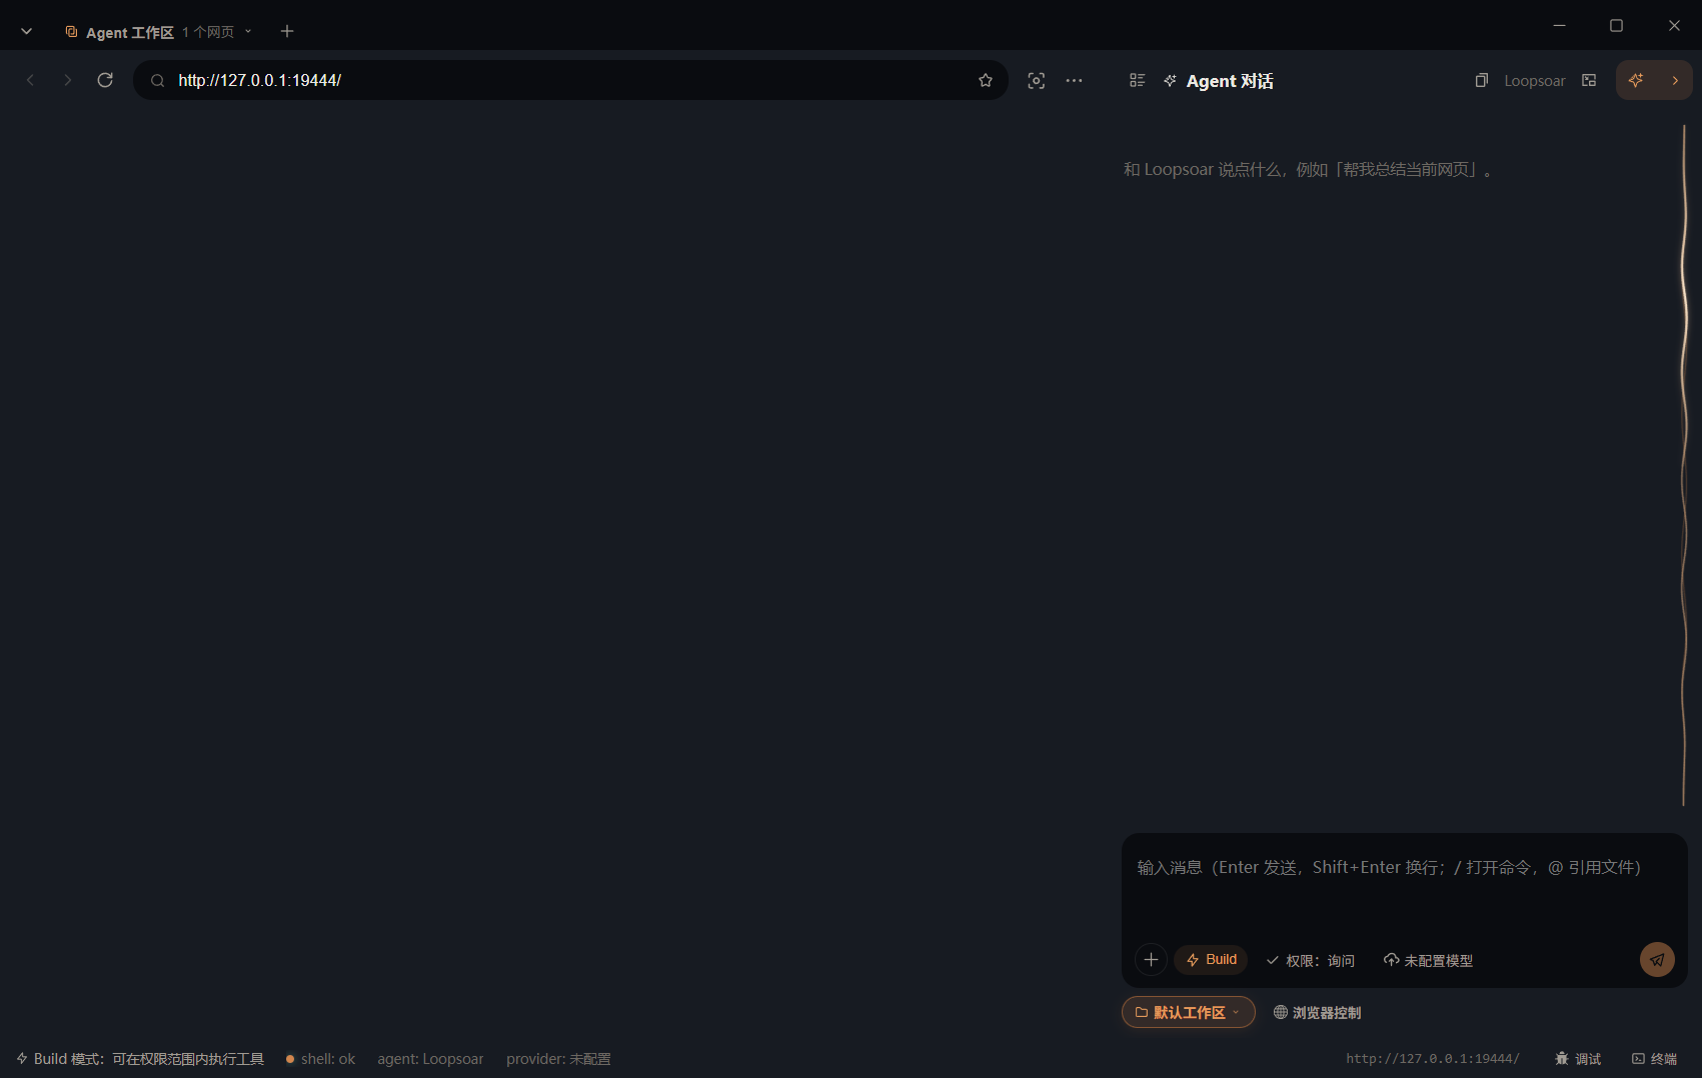 Agent 工作区 1 个网页
http://127.0.0.1:19444/
Agent 对话
Loopsoar
和 Loopsoar 说点什么，例如「帮我总结当前网页」。
输入消息（Enter 发送，Shift+Enter 换行；/ 打开命令，@ 引用文件）
Build
权限：询问
未配置模型
默认工作区
浏览器控制
Build 模式：可在权限范围内执行工具
shell: ok
agent: Loopsoar
provider: 未配置
http://127.0.0.1:19444/
调试
终端